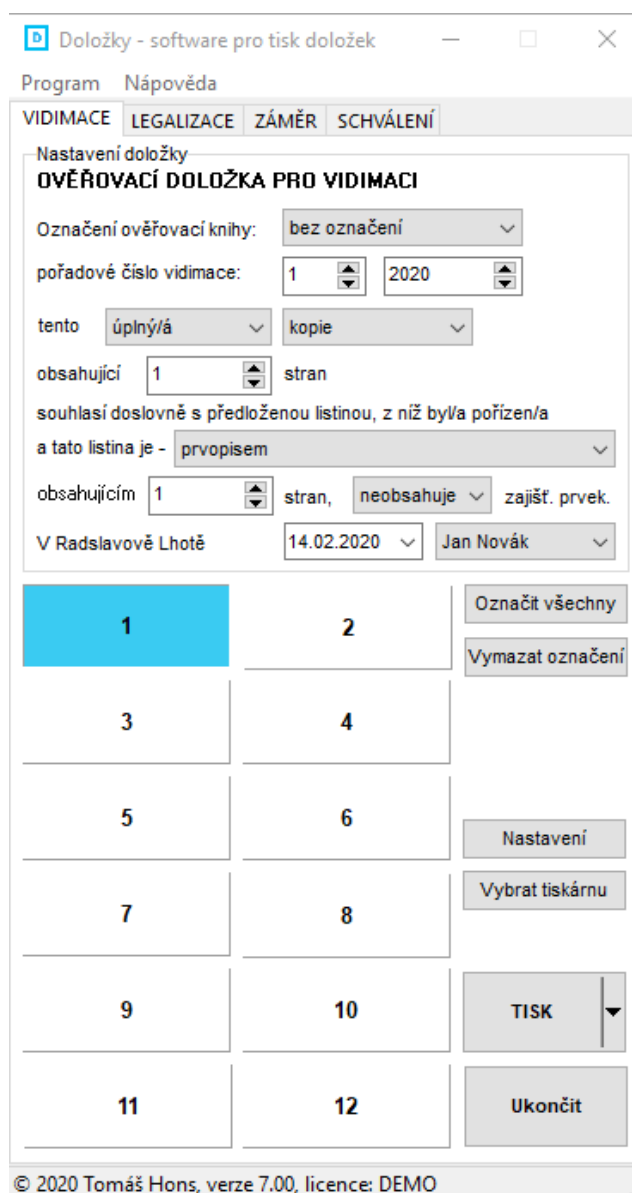 D Doložky - software pro tisk doložek
Program Nápověda
VIDIMACE LEGALIZACE ZÁMĚR SCHVÁLENÍ
Nastavení doložky
OVĚŘOVACÍ DOLOŽKA PRO VIDIMACI
Označení ověřovací knihy: bez označení
pořadové číslo vidimace: 1 2020
tento úplný/á kopie
obsahující 1 stran
souhlasí doslovně s předloženou listinou, z níž byl/a pořízen/a
a tato listina je - prvopisem
obsahujícím 1 stran, neobsahuje zajišť. prvek.
V Radslavově Lhotě 14.02.2020 Jan Novák
1 2 Označit všechny
Vymazat označení
3 4
5 6 Nastavení
Vybrat tiskárnu
7 8
9 10 TISK
11 12 Ukončit
© 2020 Tomáš Hons, verze 7.00, licence: DEMO